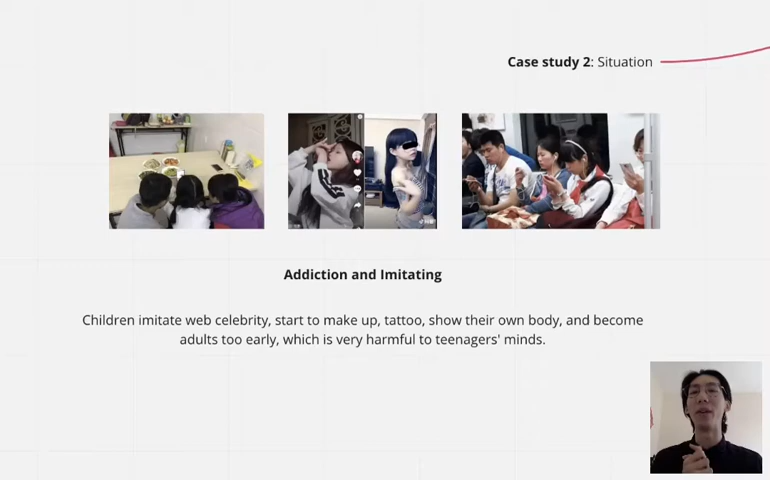 Case study 2: Situation
Addiction and Imitating
Children imitate web celebrity, start to make up, tattoo, show their own body, and become
adults too early, which is very harmful to teenagers' minds.